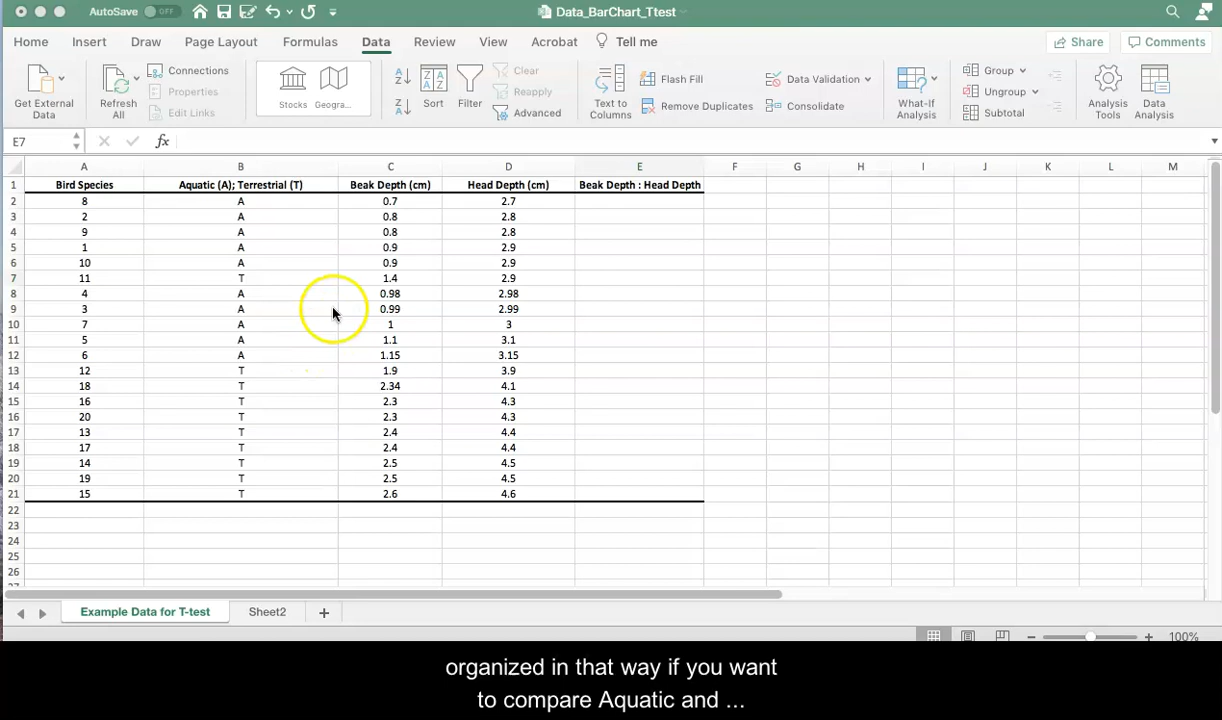 AutoSave OFF Data_BarChart_Ttest
Home Insert Draw Page Layout Formulas Data Review View Acrobat Tell me Share Comments
Get External Data Refresh All Connections Properties Edit Links Stocks Geogra... Sort Filter Clear Reapply Advanced Text to Columns Flash Fill Remove Duplicates Data Validation Consolidate What-If Analysis Group Ungroup Subtotal Analysis Tools Data Analysis
E7 fx
A B C D E F G H I J K L M
1 Bird Species Aquatic (A); Terrestrial (T) Beak Depth (cm) Head Depth (cm) Beak Depth : Head Depth
2 8 A 0.7 2.7
3 2 A 0.8 2.8
4 9 A 0.8 2.8
5 1 A 0.9 2.9
6 10 A 0.9 2.9
7 11 T 1.4 2.9
8 4 A 0.98 2.98
9 3 A 0.99 2.99
10 7 A 1 3
11 5 A 1.1 3.1
12 6 A 1.15 3.15
13 12 T 1.9 3.9
14 18 T 2.34 4.1
15 16 T 2.3 4.3
16 20 T 2.3 4.3
17 13 T 2.4 4.4
18 17 T 2.4 4.4
19 14 T 2.5 4.5
20 19 T 2.5 4.5
21 15 T 2.6 4.6
22
23
24
25
26
Example Data for T-test Sheet2 +
100%
organized in that way if you want
to compare Aquatic and ...